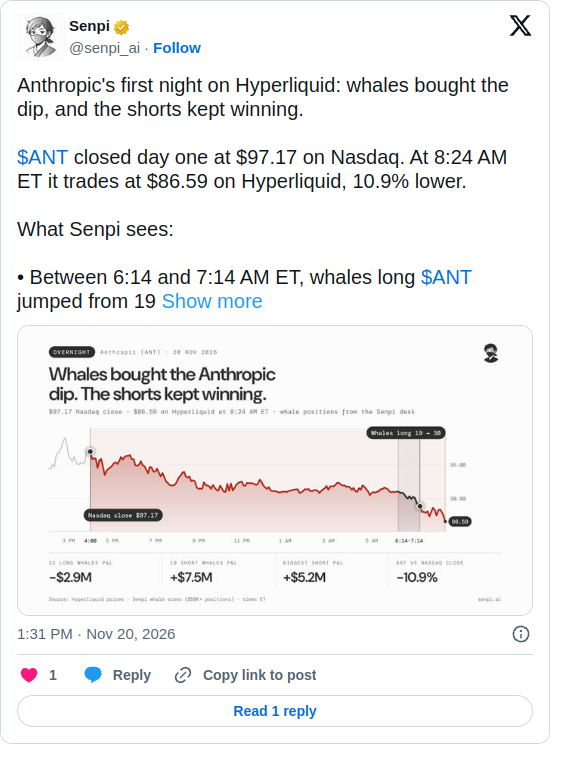 Senpi
@senpi_ai · Follow
Anthropic's first night on Hyperliquid: whales bought the
dip, and the shorts kept winning.
$ANT closed day one at $97.17 on Nasdaq. At 8:24 AM
ET it trades at $86.59 on Hyperliquid, 10.9% lower.
What Senpi sees:
• Between 6:14 and 7:14 AM ET, whales long $ANT
jumped from 19 Show more
OVERNIGHT Anthropic (ANT) · 20 NOV 2026
Whales bought the Anthropic
dip. The shorts kept winning.
$97.17 Nasdaq close · $86.59 on Hyperliquid at 8:24 AM ET · whale positions from the Senpi desk
Whales long 19 → 30
95.00
90.00
Nasdaq close $97.17
$86.59
3 PM 4:00 5 PM 7 PM 9 PM 11 PM 1 AM 3 AM 5 AM 6:14→7:14
22 LONG WHALES P&L 19 SHORT WHALES P&L BIGGEST SHORT P&L ANT VS NASDAQ CLOSE
−$2.9M +$7.5M +$5.2M −10.9%
Source: Hyperliquid prices · Senpi whale scans ($50K+ positions) · times ET senpi.ai
1:31 PM · Nov 20, 2026
1 Reply Copy link to post
Read 1 reply